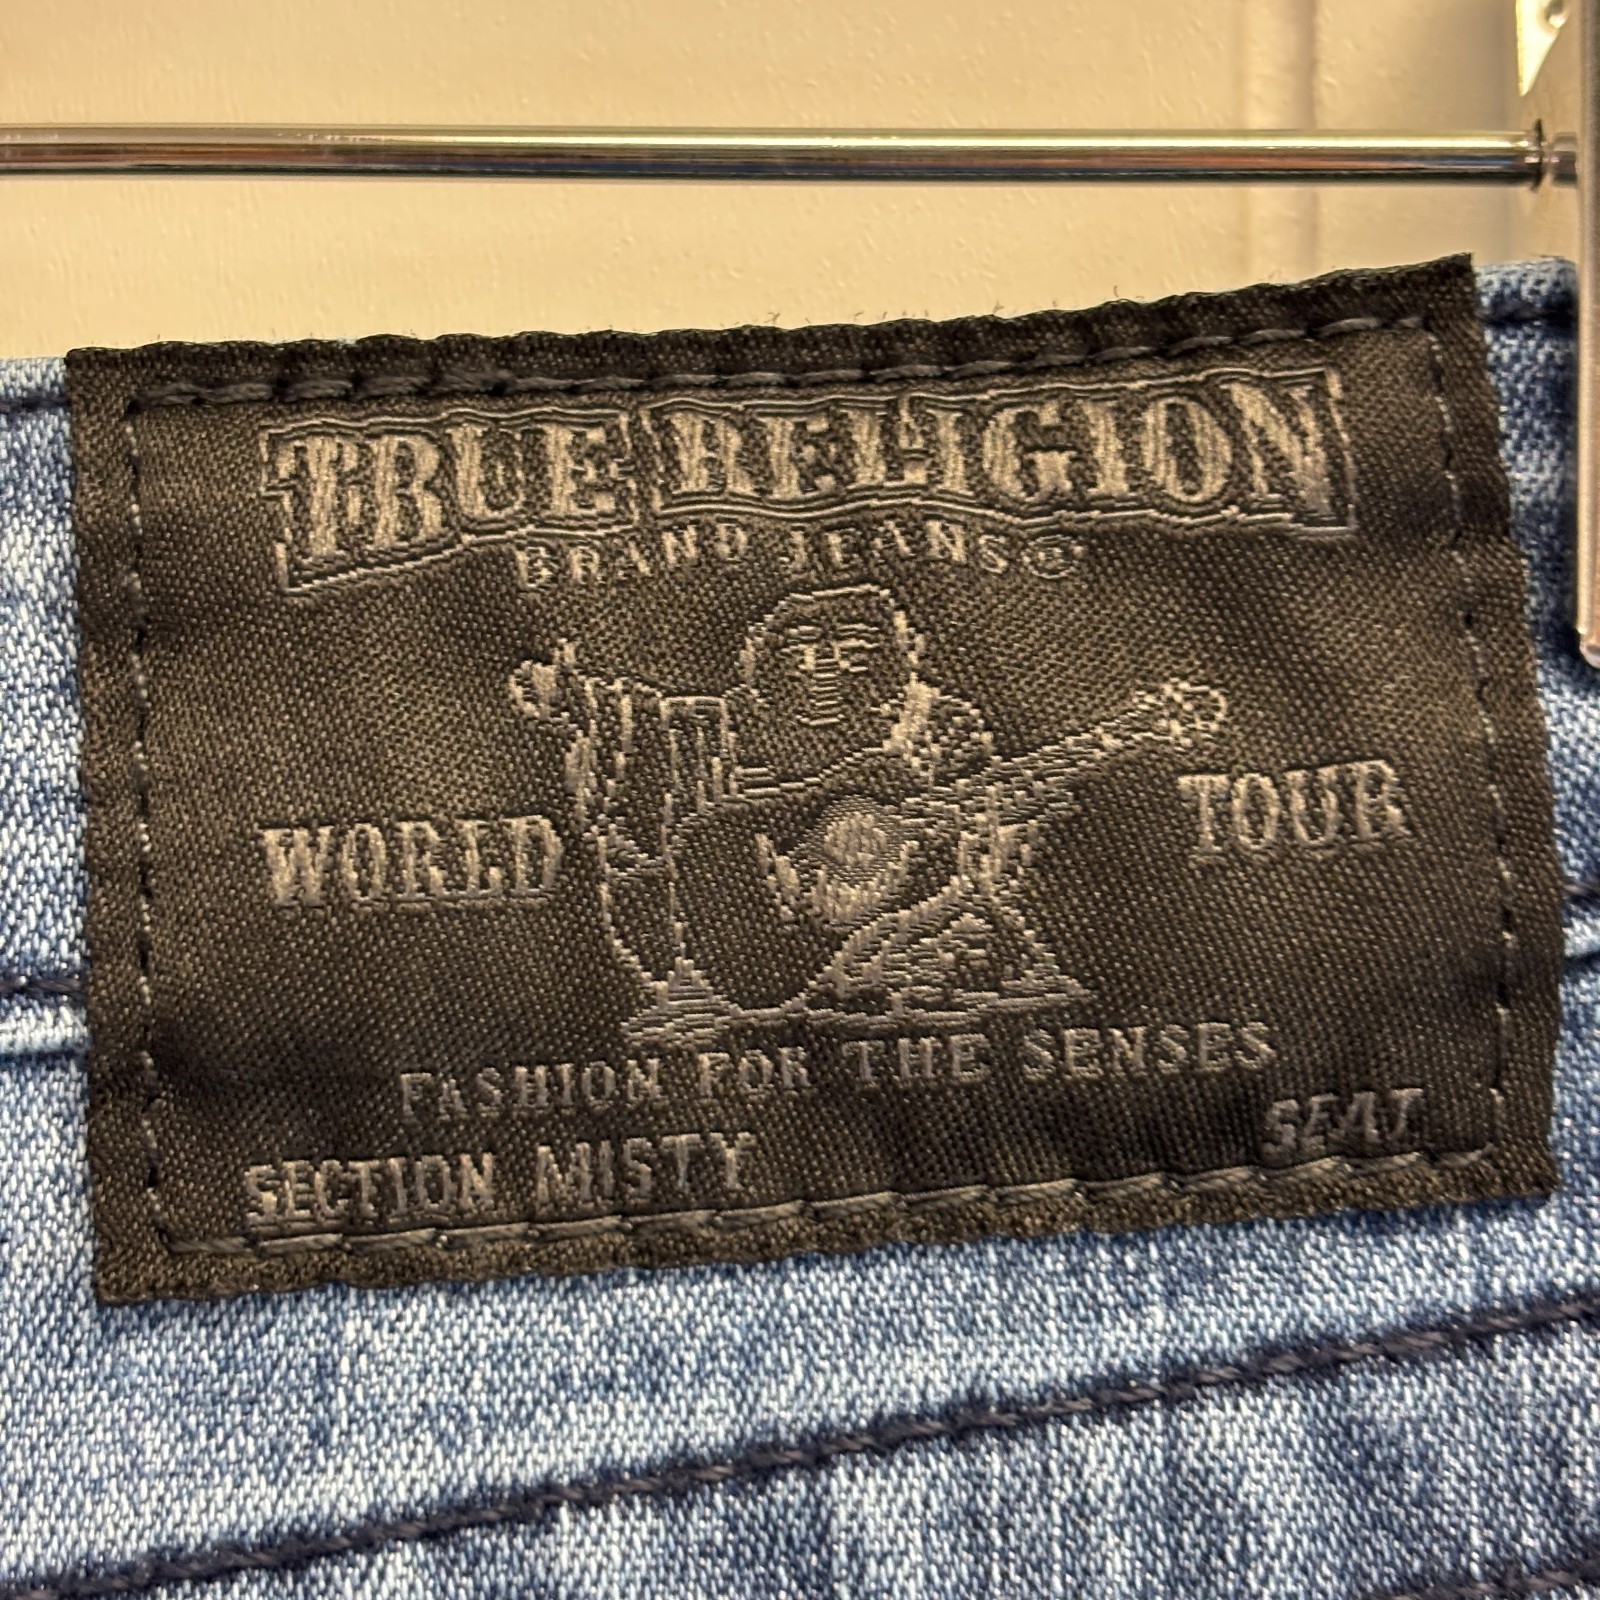 TRUE RELIGION
BRAND JEANS®
WORLD TOUR
FASHION FOR THE SENSES
SECTION MISTY SEAT